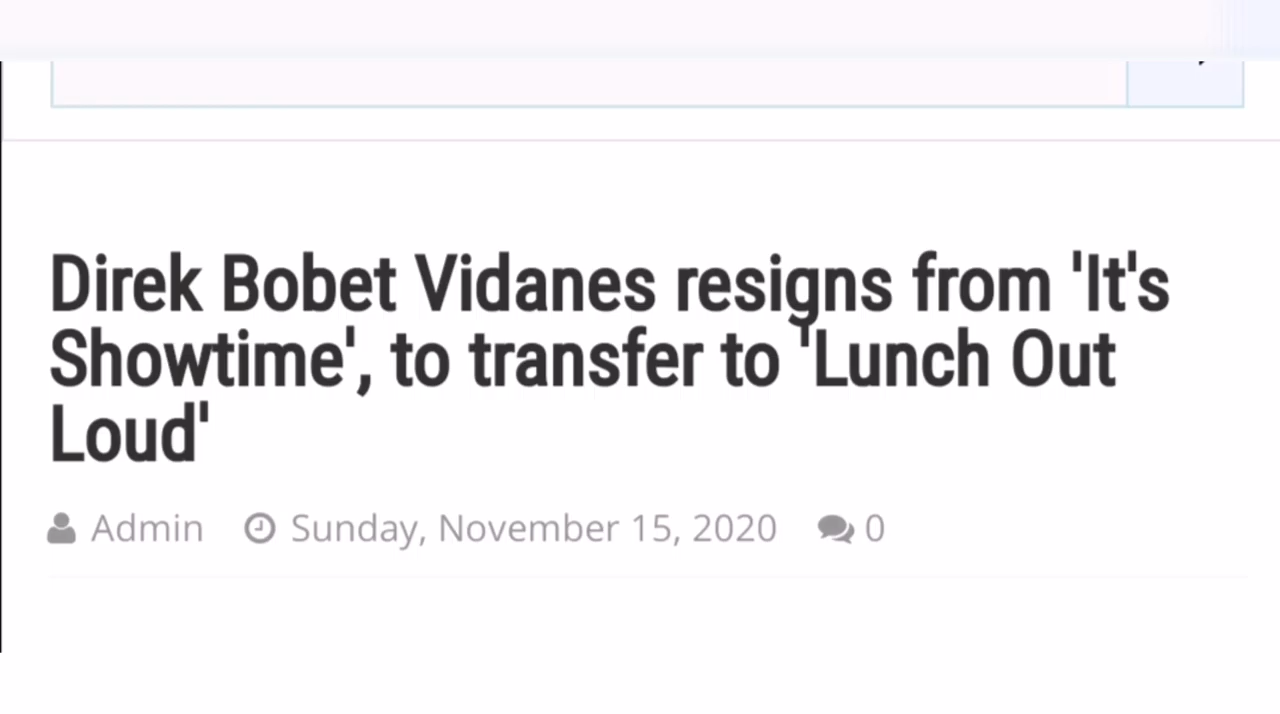 Direk Bobet Vidanes resigns from 'It's
Showtime', to transfer to 'Lunch Out
Loud'
Admin Sunday, November 15, 2020 0